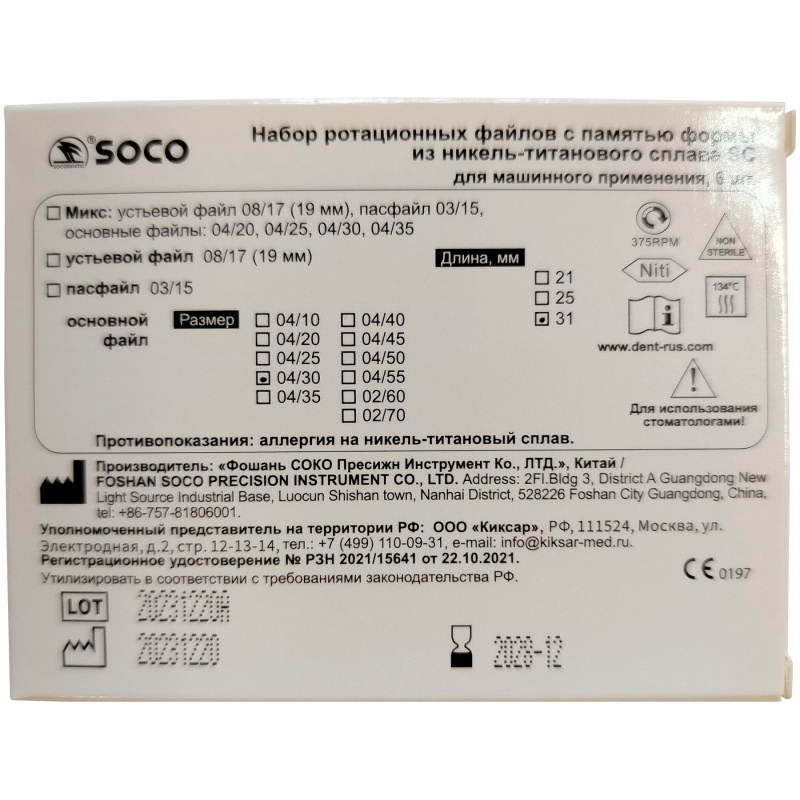 SOCO
SOCODENTAL
Набор ротационных файлов с памятью формы
из никель-титанового сплава SC
для машинного применения, 6 шт.
Микс: устьевой файл 08/17 (19 мм), пасфайл 03/15,
основные файлы: 04/20, 04/25, 04/30, 04/35
устьевой файл 08/17 (19 мм)
пасфайл 03/15
основной файл
Размер
04/10
04/20
04/25
04/30
04/35
04/40
04/45
04/50
04/55
02/60
02/70
Длина, мм
21
25
31
375RPM
NON
STERILE
Niti
134°C
i
www.dent-rus.com
!
Для использования
стоматологами!
Противопоказания: аллергия на никель-титановый сплав.
Производитель: «Фошань СОКО Пресижн Инструмент Ко., ЛТД.», Китай /
FOSHAN SOCO PRECISION INSTRUMENT CO., LTD. Address: 2Fl.Bldg 3, District A Guangdong New
Light Source Industrial Base, Luocun Shishan town, Nanhai District, 528226 Foshan City Guangdong, China,
tel: +86-757-81806001.
Уполномоченный представитель на территории РФ: ООО «Киксар», РФ, 111524, Москва, ул.
Электродная, д.2, стр. 12-13-14, тел.: +7 (499) 110-09-31, e-mail: info@kiksar-med.ru.
Регистрационное удостоверение № РЗН 2021/15641 от 22.10.2021.
Утилизировать в соответствии с требованиями законодательства РФ.
CE 0197
LOT 20231220H
20231220
2028-12